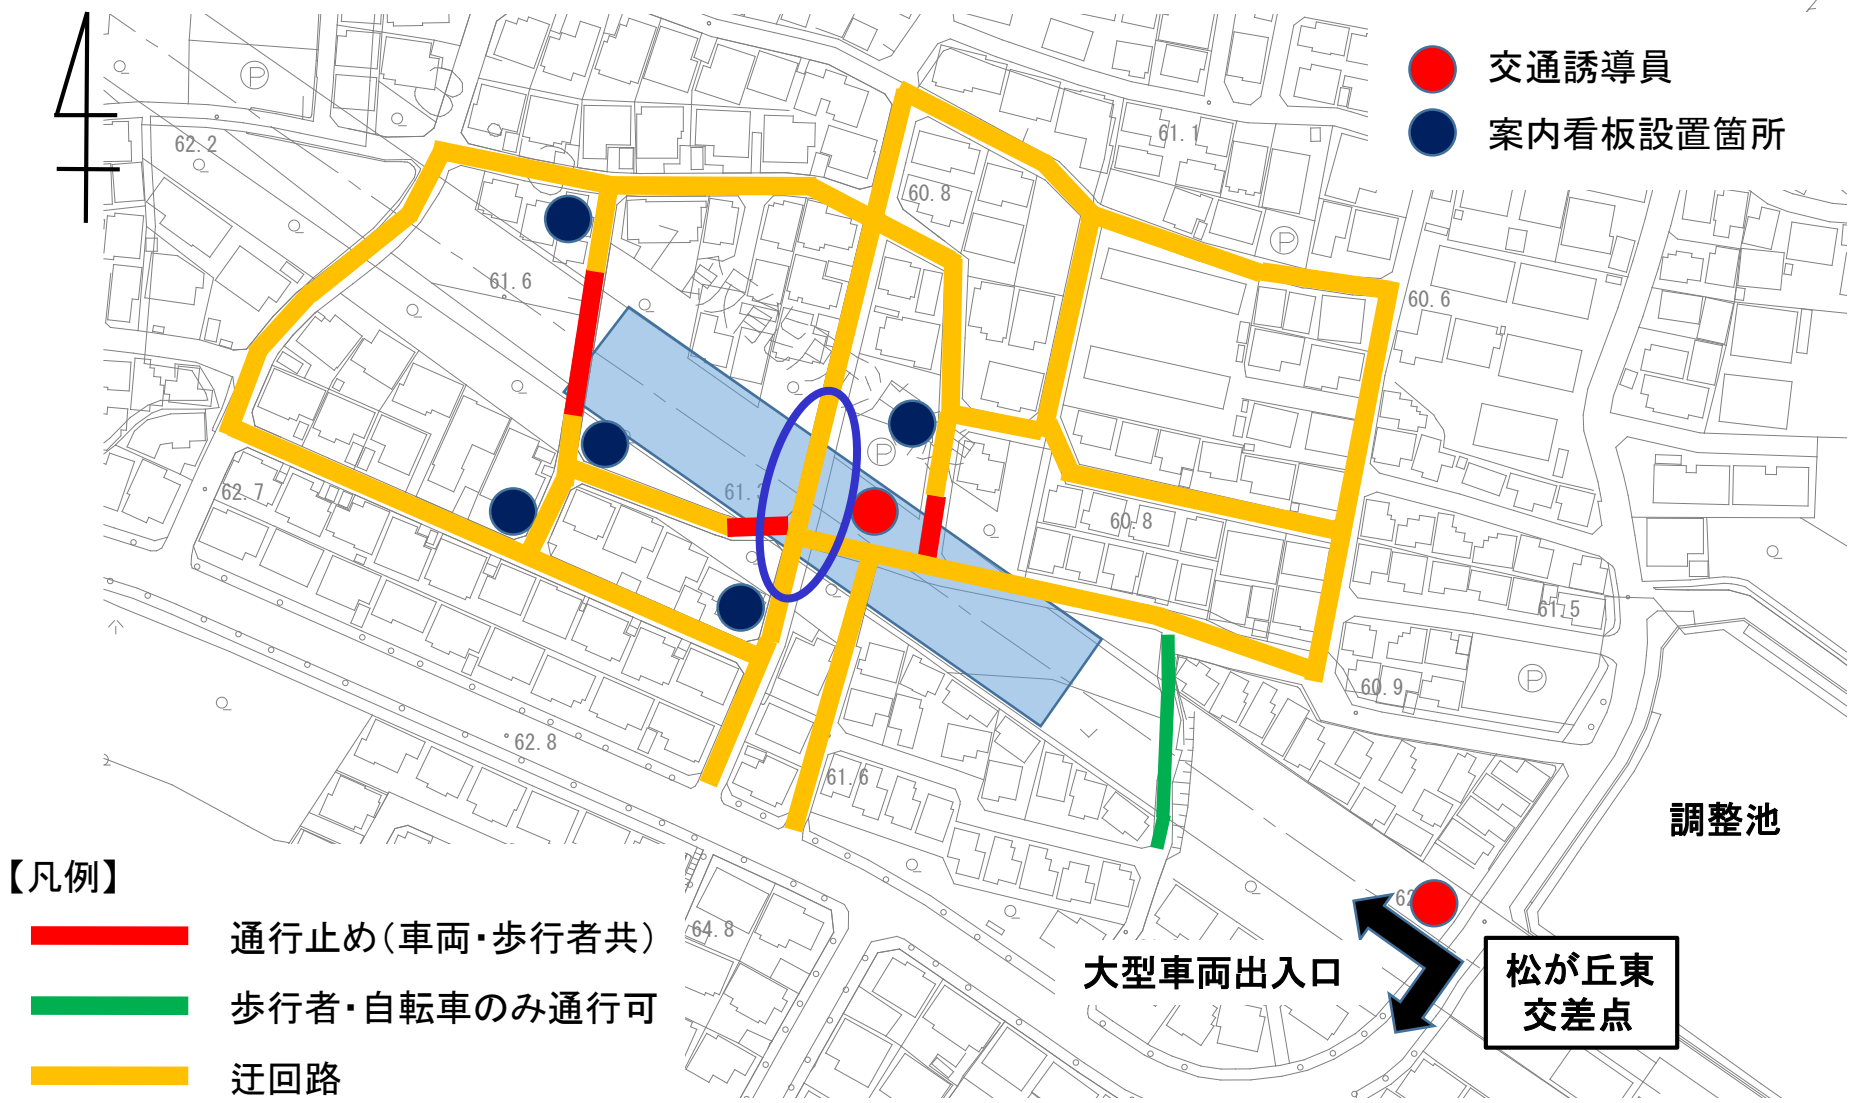 交通誘導員
案内看板設置箇所
62.2
61.1
60.8
61.6
60.6
P
P
P
P
62.7
61.3
60.8
61.5
60.9
62.8
61.6
64.8
調整池
大型車両出入口
松が丘東
交差点
【凡例】
通行止め(車両・歩行者共)
歩行者・自転車のみ通行可
迂回路